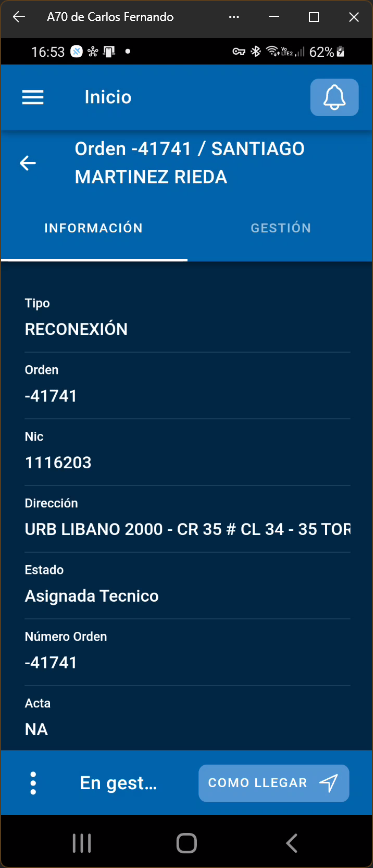 A70 de Carlos Fernando
16:53
62%
Inicio
Orden -41741 / SANTIAGO
MARTINEZ RIEDA
INFORMACIÓN
GESTIÓN
Tipo
RECONEXIÓN
Orden
-41741
Nic
1116203
Dirección
URB LIBANO 2000 - CR 35 # CL 34 - 35 TOR
Estado
Asignada Tecnico
Número Orden
-41741
Acta
NA
En gest...
COMO LLEGAR